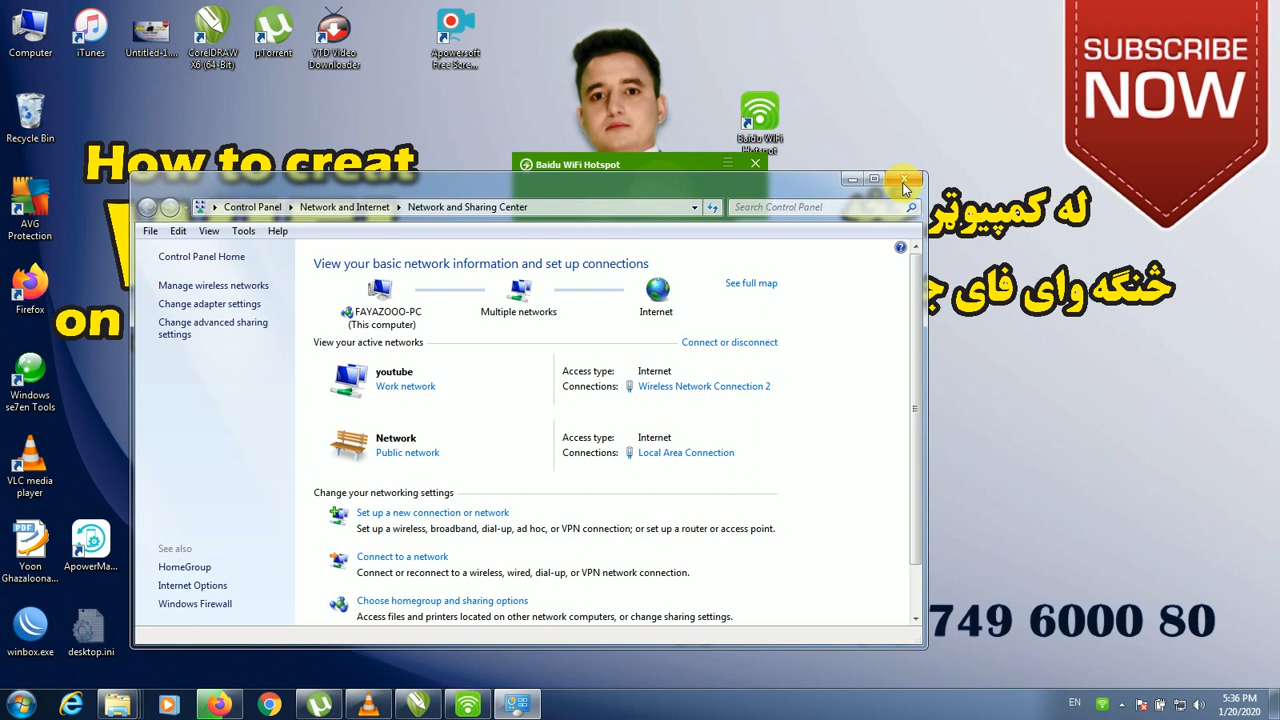 Computer
iTunes
Untitled-1....
CorelDRAW X6 (64-Bit)
µTorrent
YTD Video Downloader
Apowersoft Free Scre...
SUBSCRIBE
NOW
Recycle Bin
Baidu WiFi Hotspot
How to creat
Baidu WiFi Hotspot
له کمپیوټر
Control Panel
Network and Internet
Network and Sharing Center
Search Control Panel
AVG Protection
File Edit View Tools Help
Control Panel Home
View your basic network information and set up connections
Manage wireless networks
Change adapter settings
Change advanced sharing settings
See full map
FAYAZOOO-PC
(This computer)
Multiple networks
Internet
څنګه وای فای
Firefox
on
View your active networks
Connect or disconnect
youtube
Work network
Access type: Internet
Connections: Wireless Network Connection 2
Windows se7en Tools
Network
Public network
Access type: Internet
Connections: Local Area Connection
VLC media player
Change your networking settings
Set up a new connection or network
Set up a wireless, broadband, dial-up, ad hoc, or VPN connection; or set up a router or access point.
Connect to a network
Connect or reconnect to a wireless, wired, dial-up, or VPN network connection.
Choose homegroup and sharing options
Access files and printers located on other network computers, or change sharing settings.
See also
HomeGroup
Internet Options
Windows Firewall
PDF
Yoon Ghazaloona...
ApowerMa...
winbox.exe
desktop.ini
749 6000 80
EN
5:36 PM
1/20/2020